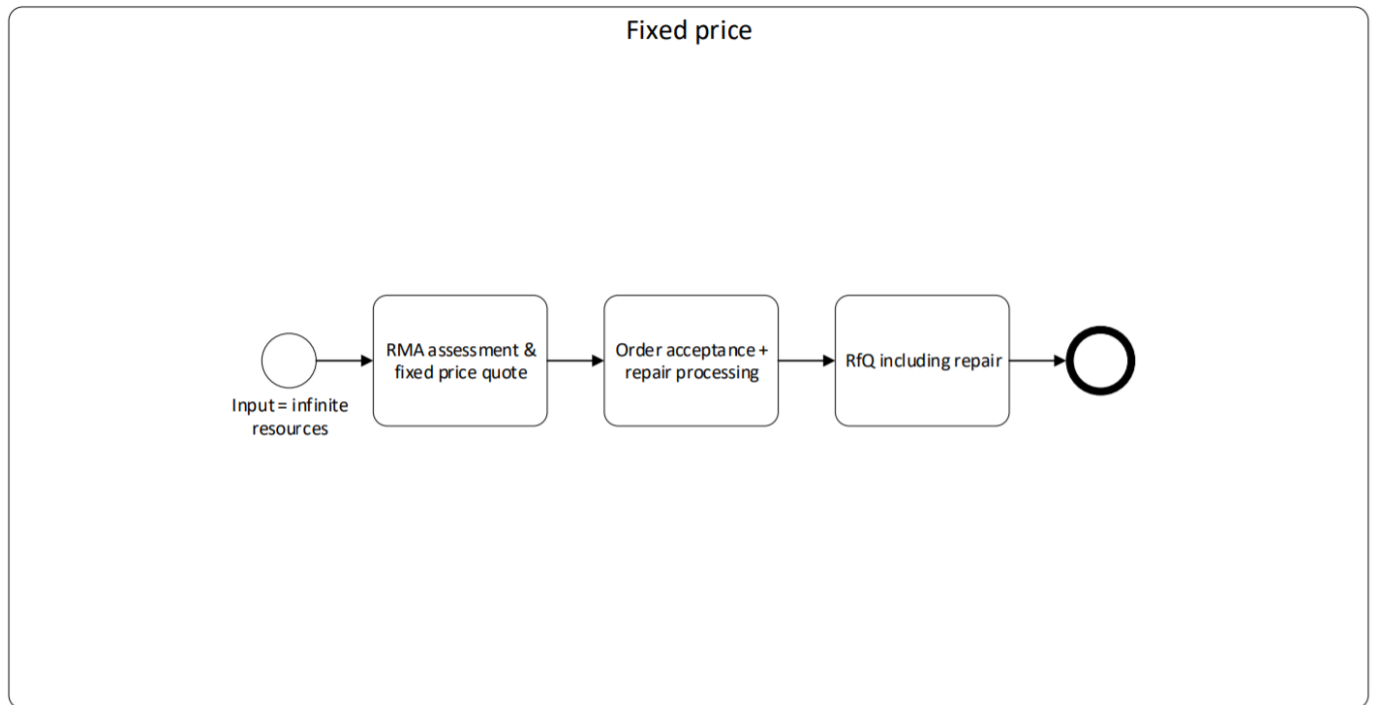 Fixed price
Input = infinite
resources
RMA assessment &
fixed price quote
Order acceptance +
repair processing
RfQ including repair